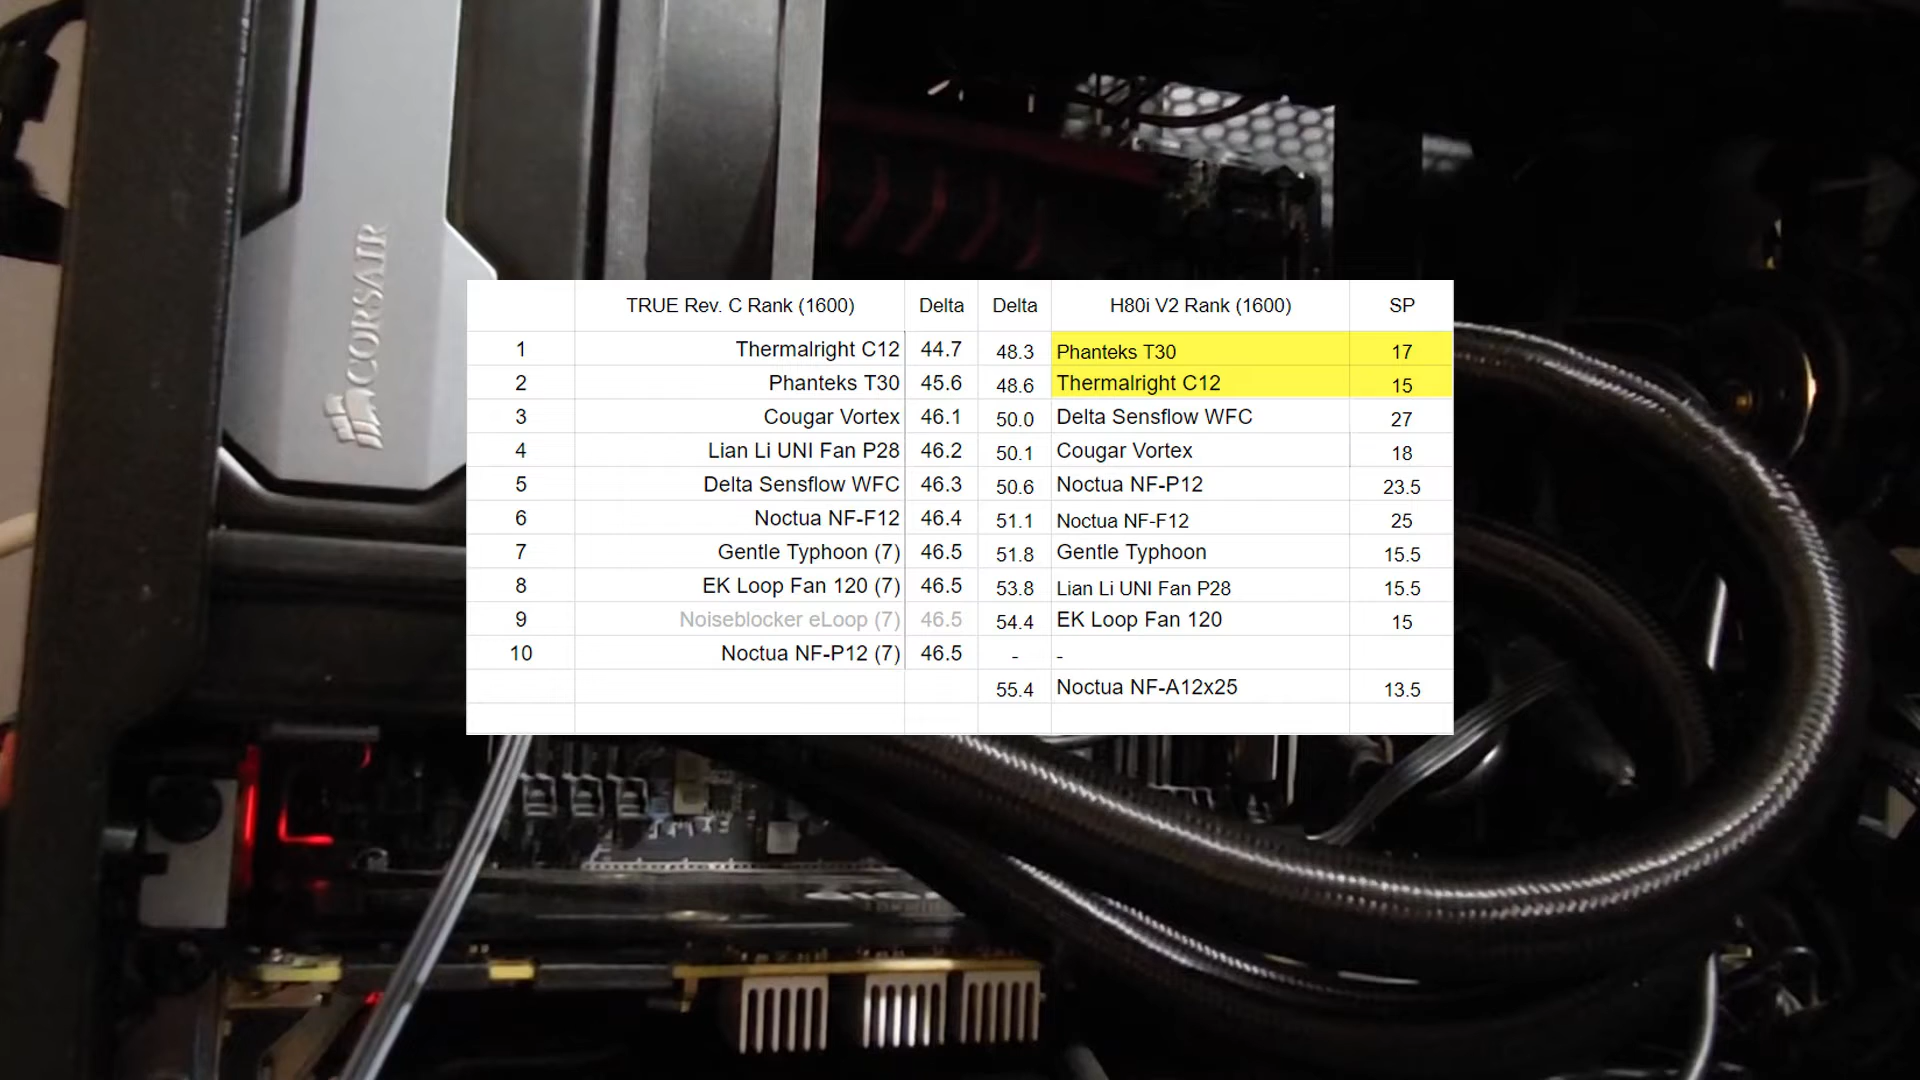 CORSAIR
TRUE Rev. C Rank (1600) Delta Delta H80i V2 Rank (1600) SP
1 Thermalright C12 44.7 48.3 Phanteks T30 17
2 Phanteks T30 45.6 48.6 Thermalright C12 15
3 Cougar Vortex 46.1 50.0 Delta Sensflow WFC 27
4 Lian Li UNI Fan P28 46.2 50.1 Cougar Vortex 18
5 Delta Sensflow WFC 46.3 50.6 Noctua NF-P12 23.5
6 Noctua NF-F12 46.4 51.1 Noctua NF-F12 25
7 Gentle Typhoon (7) 46.5 51.8 Gentle Typhoon 15.5
8 EK Loop Fan 120 (7) 46.5 53.8 Lian Li UNI Fan P28 15.5
9 Noiseblocker eLoop (7) 46.5 54.4 EK Loop Fan 120 15
10 Noctua NF-P12 (7) 46.5 - -
55.4 Noctua NF-A12x25 13.5